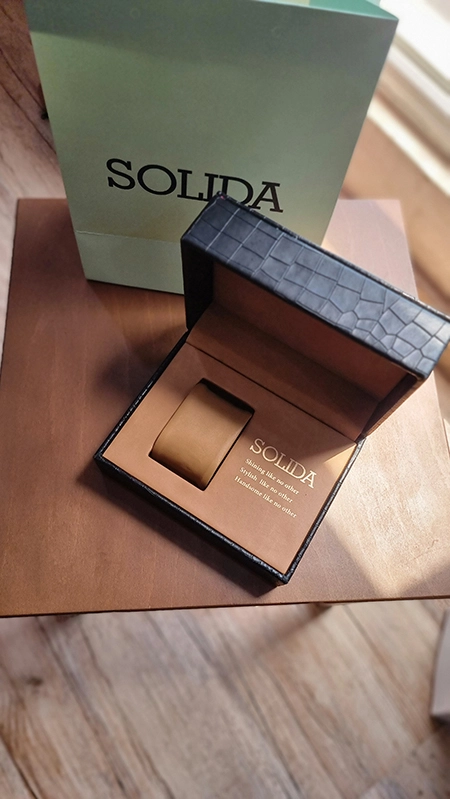 SOLIDA
SOLIDA
Shining like no other
Stylish like no other
Handsome like no other